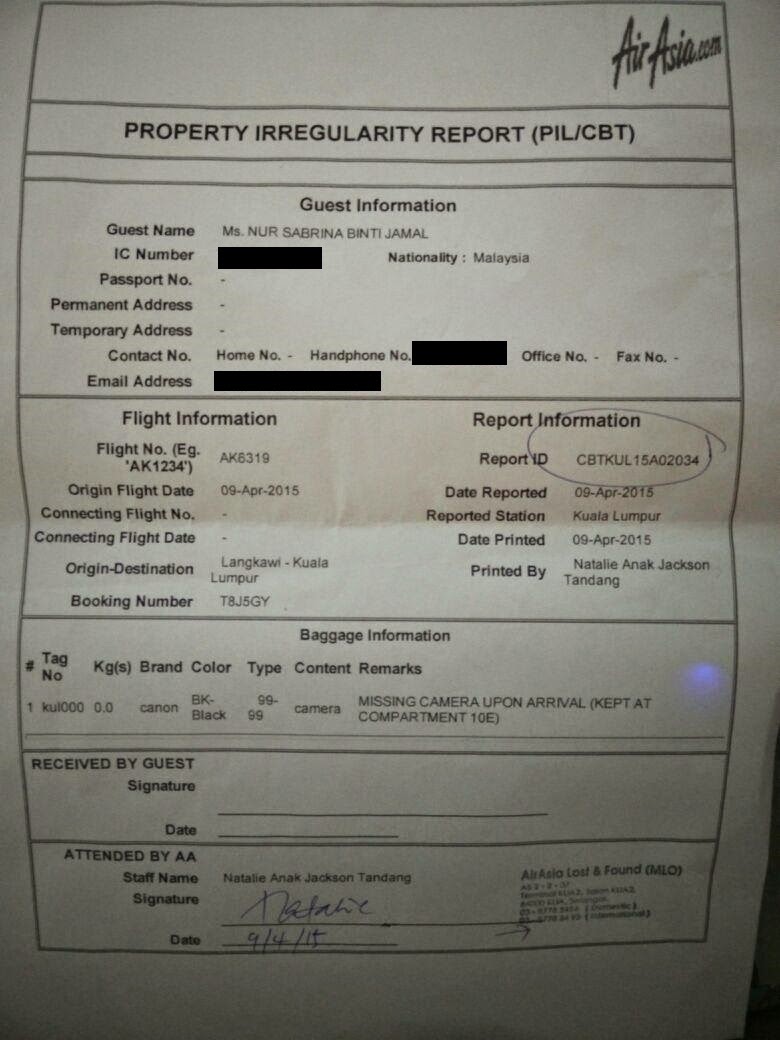 AirAsia.com
PROPERTY IRREGULARITY REPORT (PIL/CBT)
Guest Information
Guest Name Ms. NUR SABRINA BINTI JAMAL
IC Number Nationality : Malaysia
Passport No. -
Permanent Address -
Temporary Address -
Contact No. Home No. - Handphone No. Office No. - Fax No. -
Email Address
Flight Information Report Information
Flight No. (Eg. 'AK1234') AK6319 Report ID CBTKUL15A02034
Origin Flight Date 09-Apr-2015 Date Reported 09-Apr-2015
Connecting Flight No. - Reported Station Kuala Lumpur
Connecting Flight Date - Date Printed 09-Apr-2015
Origin-Destination Langkawi - Kuala Lumpur Printed By Natalie Anak Jackson Tandang
Booking Number T8J5GY
Baggage Information
# Tag No Kg(s) Brand Color Type Content Remarks
1 kul000 0.0 canon BK-Black 99-99 camera MISSING CAMERA UPON ARRIVAL (KEPT AT COMPARTMENT 10E)
RECEIVED BY GUEST
Signature
Date
ATTENDED BY AA
Staff Name Natalie Anak Jackson Tandang
Signature Natalie
Date 9/4/15
AirAsia Lost & Found (MLO)
(Domestic)
(International)